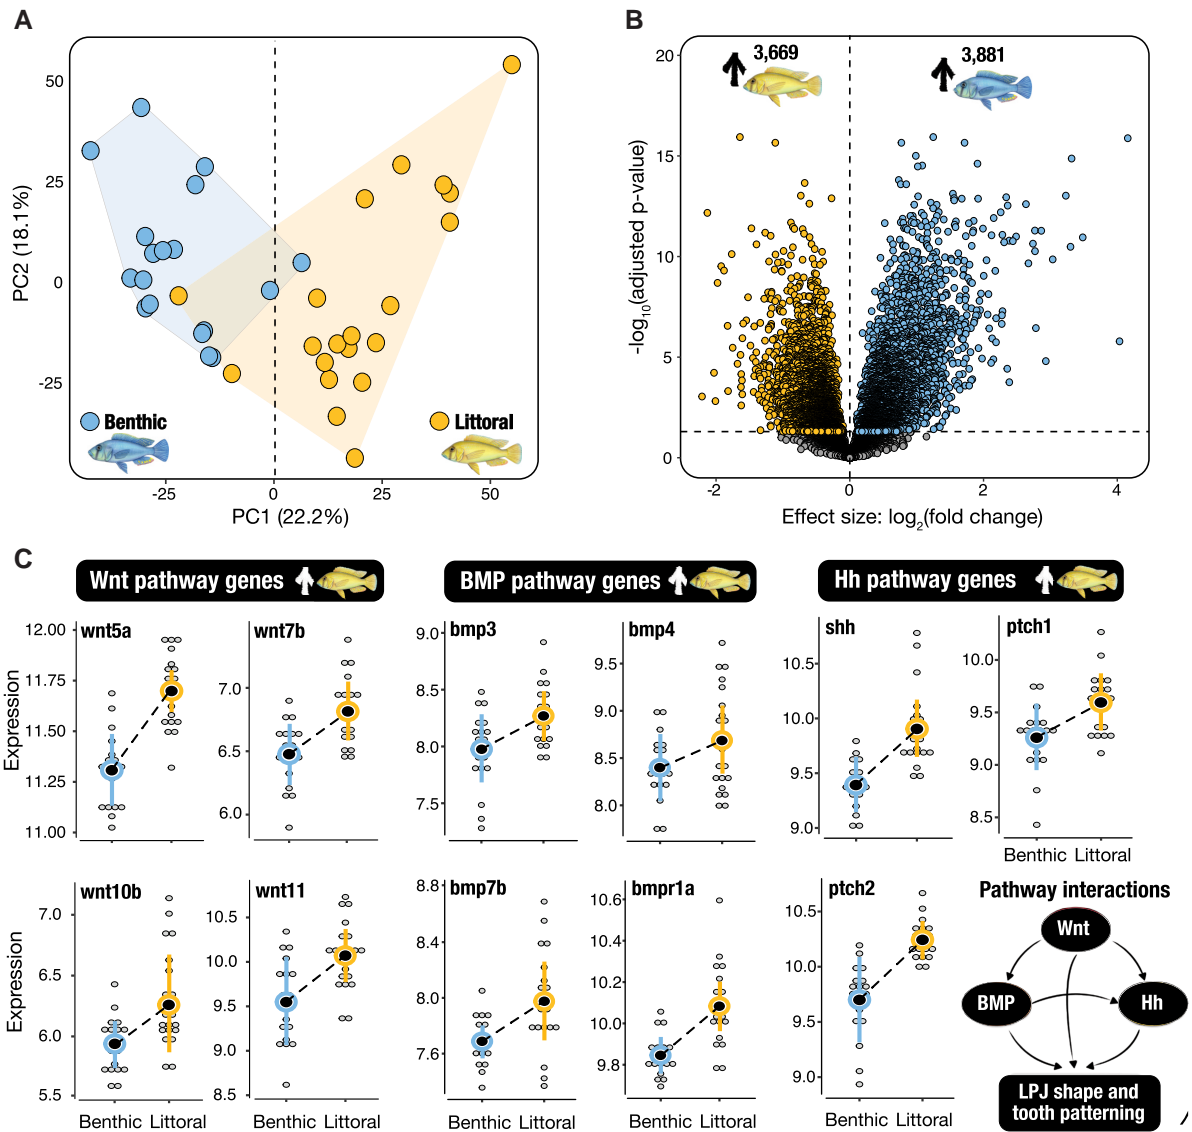 A
50
25
0
-25
PC2 (18.1%)
Benthic
Littoral
-25
0
25
50
PC1 (22.2%)
B
3,669
3,881
20
15
10
5
0
-log10(adjusted p-value)
-2
0
2
4
Effect size: log2(fold change)
C
Wnt pathway genes
BMP pathway genes
Hh pathway genes
Expression
wnt5a
12.00
11.75
11.50
11.25
11.00
wnt7b
7.0
6.5
6.0
bmp3
9.0
8.5
8.0
7.5
bmp4
9.5
9.0
8.5
8.0
shh
10.5
10.0
9.5
9.0
ptch1
10.0
9.5
9.0
8.5
Benthic Littoral
Expression
wnt10b
7.0
6.5
6.0
5.5
Benthic Littoral
wnt11
10.5
10.0
9.5
9.0
8.5
Benthic Littoral
bmp7b
8.8
8.4
8.0
7.6
Benthic Littoral
bmpr1a
10.6
10.4
10.2
10.0
9.8
Benthic Littoral
ptch2
10.5
10.0
9.5
9.0
Benthic Littoral
Pathway interactions
Wnt
BMP
Hh
LPJ shape and
tooth patterning